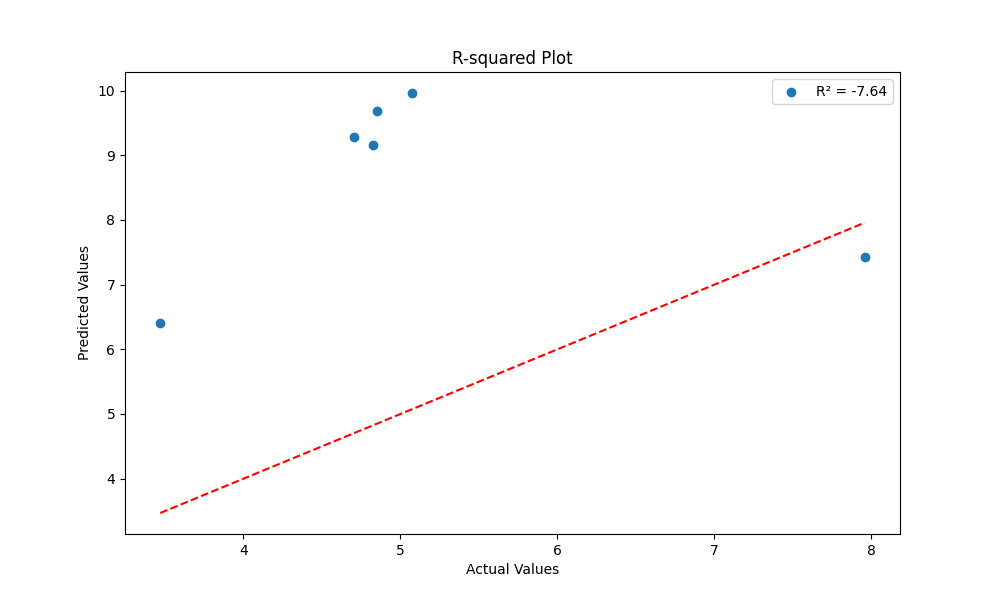 R-squared Plot
R² = -7.64
10
9
8
7
6
5
4
Predicted Values
4 5 6 7 8
Actual Values